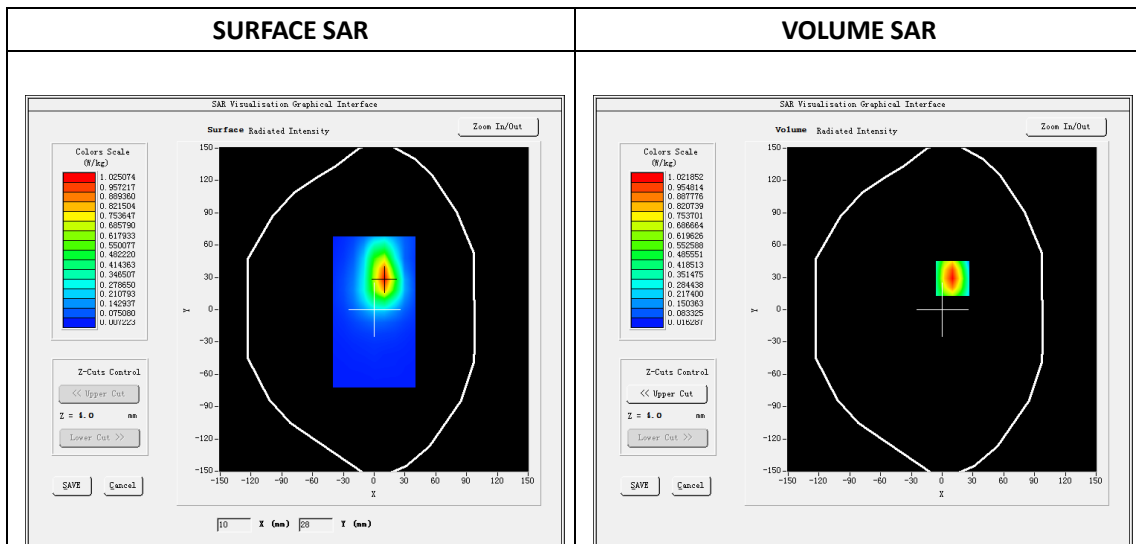 SURFACE SAR
VOLUME SAR
SAR Visualisation Graphical Interface
Surface Radiated Intensity
Zoom In/Out
Colors Scale
(W/kg)
1.025074
0.957217
0.889360
0.821504
0.753647
0.685790
0.617933
0.550077
0.482220
0.414363
0.346507
0.278650
0.210793
0.142937
0.075080
0.007223
150
120
90
60
30
0
-30
-60
-90
-120
-150
Y
-150 -120 -90 -60 -30 0 30 60 90 120 150
X
Z-Cuts Control
<< Upper Cut
Z = 4.0 mm
Lower Cut >>
SAVE Cancel
10 X (mm) 28 Y (mm)
SAR Visualisation Graphical Interface
Volume Radiated Intensity
Zoom In/Out
Colors Scale
(W/kg)
1.021852
0.954814
0.887776
0.820739
0.753701
0.686664
0.619626
0.552588
0.485551
0.418513
0.351475
0.284438
0.217400
0.150363
0.083325
0.016287
150
120
90
60
30
0
-30
-60
-90
-120
-150
Y
-150 -120 -90 -60 -30 0 30 60 90 120 150
X
Z-Cuts Control
<< Upper Cut
Z = 4.0 mm
Lower Cut >>
SAVE Cancel